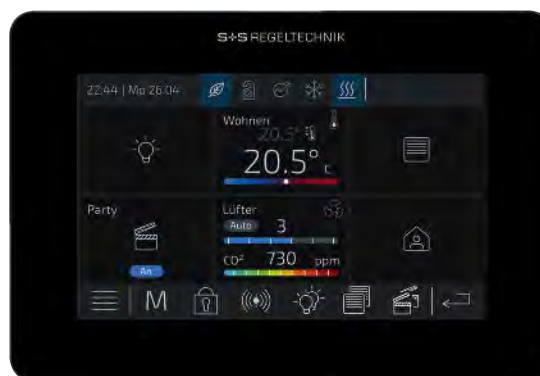 S+S REGELTECHNIK
22:44 | Mo 26.04
Wohnen
20.5°
20.5° c
Party
An
Lüfter
Auto 3
CO² 730 ppm
M